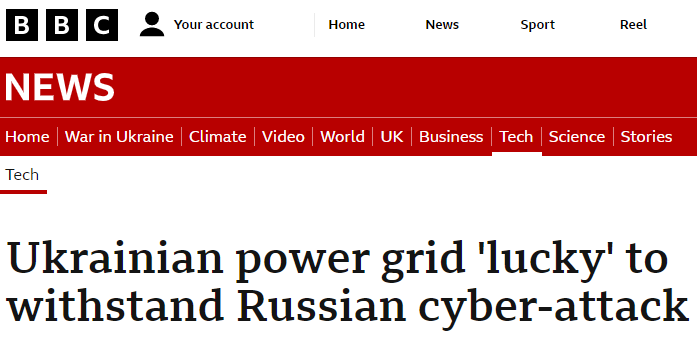 BBC Your account Home News Sport Reel
NEWS
Home War in Ukraine Climate Video World UK Business Tech Science Stories
Tech
Ukrainian power grid 'lucky' to
withstand Russian cyber-attack